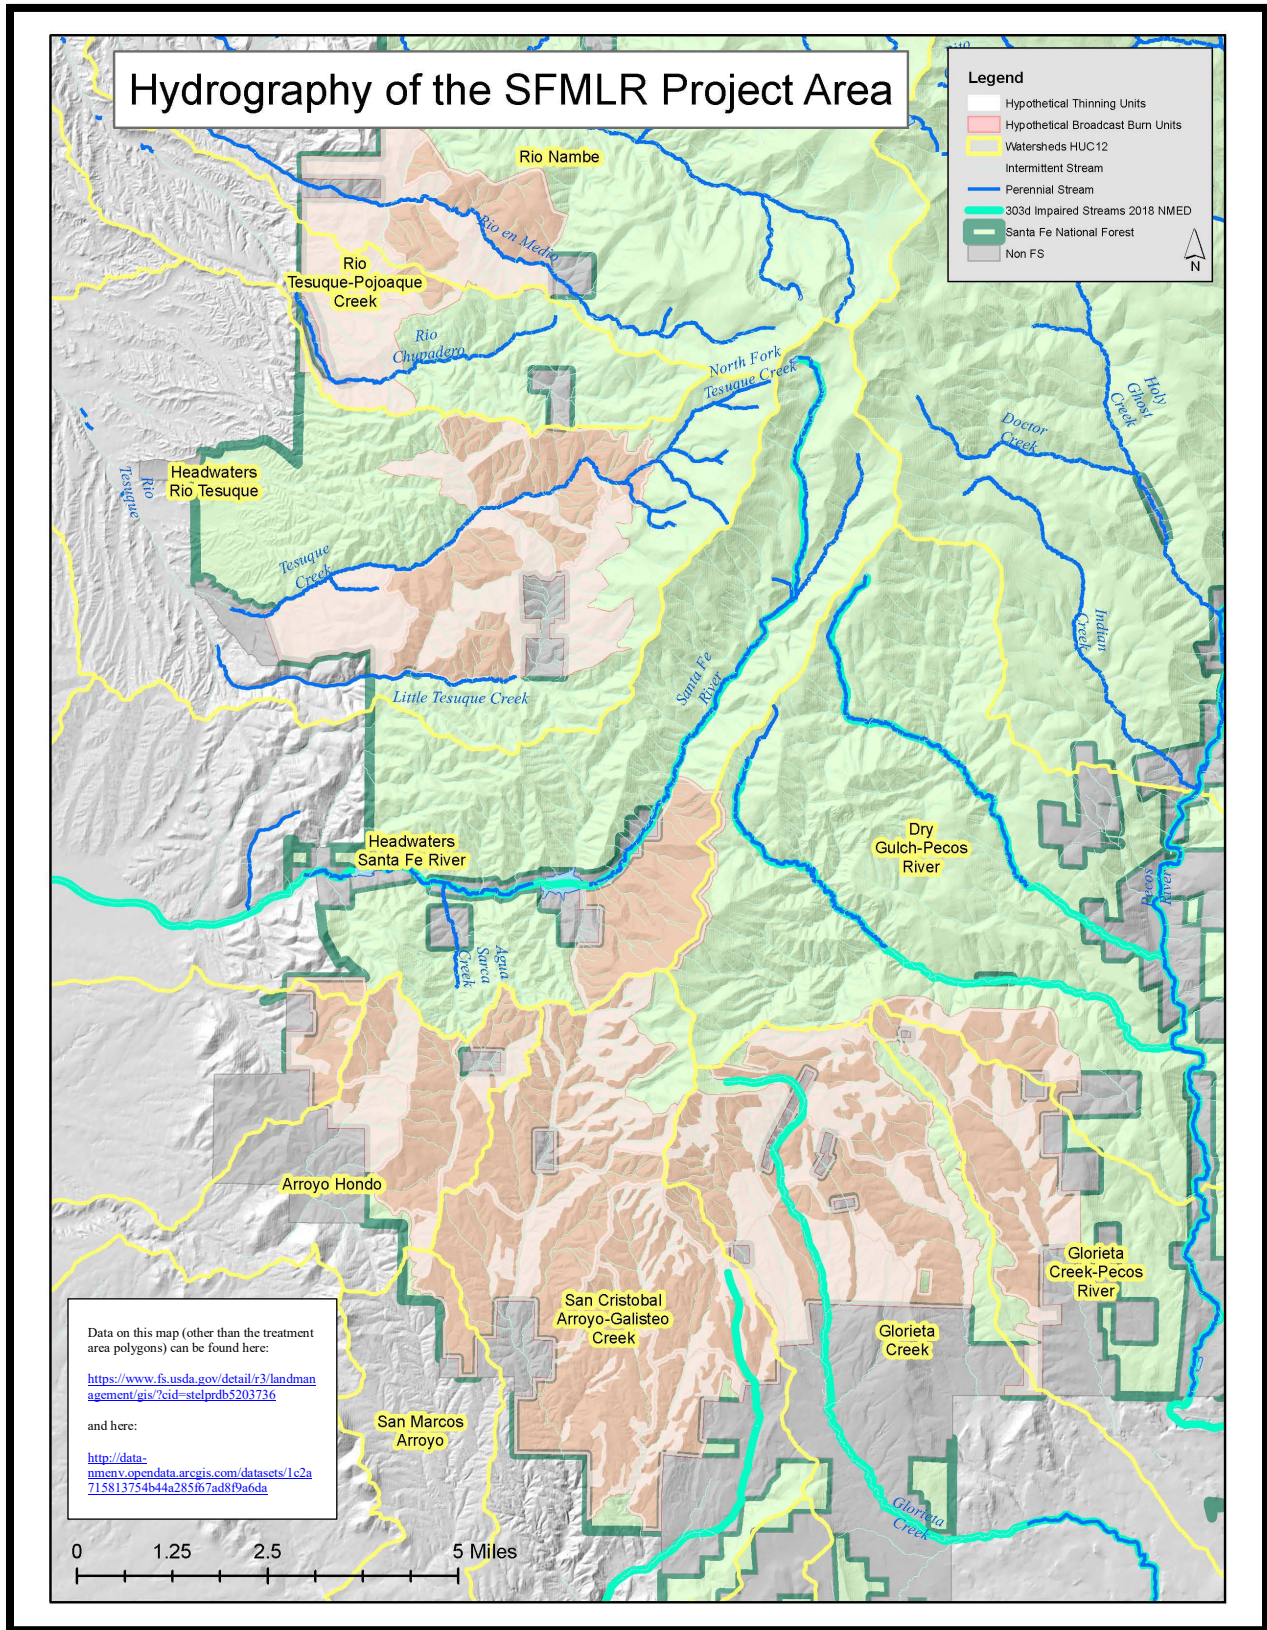 Hydrography of the SFMLR Project Area
Legend
Hypothetical Thinning Units
Hypothetical Broadcast Burn Units
Watersheds HUC12
Intermittent Stream
Perennial Stream
303d Impaired Streams 2018 NMED
Santa Fe National Forest
Non FS
N
Rio Nambe
Rio en Medio
Rio
Tesuque-Pojoaque
Creek
Rio
Chupadero
North Fork
Tesuque Creek
Holy
Ghost
Creek
Doctor
Creek
Headwaters
Rio Tesuque
Rio
Tesuque
Tesuque
Creek
Indian
Creek
Santa Fe
River
Little Tesuque Creek
Headwaters
Santa Fe River
Dry
Gulch-Pecos
River
Pecos
River
Agua
Sarca
Creek
Arroyo Hondo
Glorieta
Creek-Pecos
River
San Cristobal
Arroyo-Galisteo
Creek
Glorieta
Creek
San Marcos
Arroyo
Glorieta
Creek
Data on this map (other than the treatment
area polygons) can be found here:
https://www.fs.usda.gov/detail/r3/landman
agement/gis/?cid=stelprdb5203736
and here:
http://data-
nmenv.opendata.arcgis.com/datasets/1c2a
715813754b44a285f67ad8f9a6da
0 1.25 2.5 5 Miles